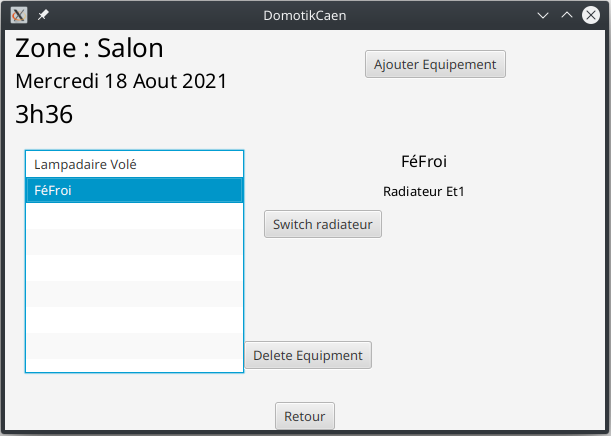 DomotikCaen
Zone : Salon
Mercredi 18 Aout 2021
3h36
Ajouter Equipement
Lampadaire Volé
FéFroi
FéFroi
Radiateur Et1
Switch radiateur
Delete Equipment
Retour